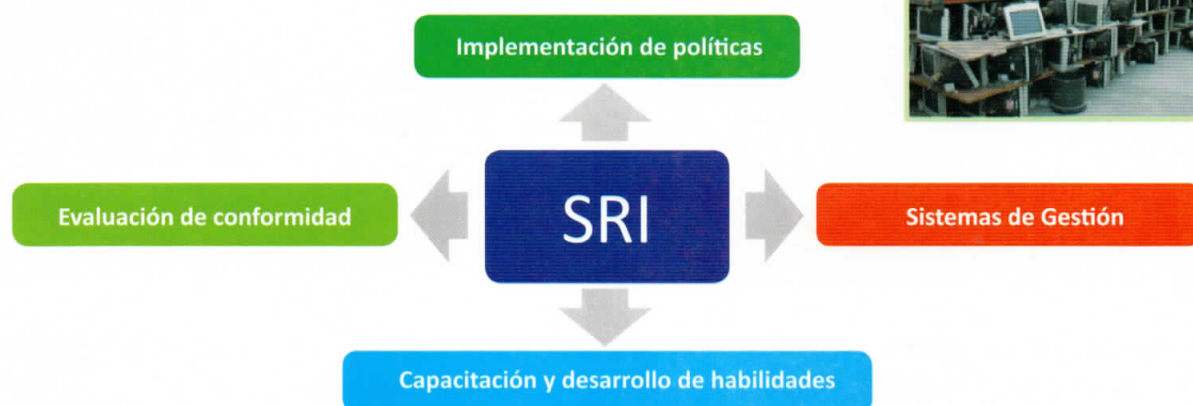 Implementación de políticas
Evaluación de conformidad
SRI
Sistemas de Gestión
Capacitación y desarrollo de habilidades